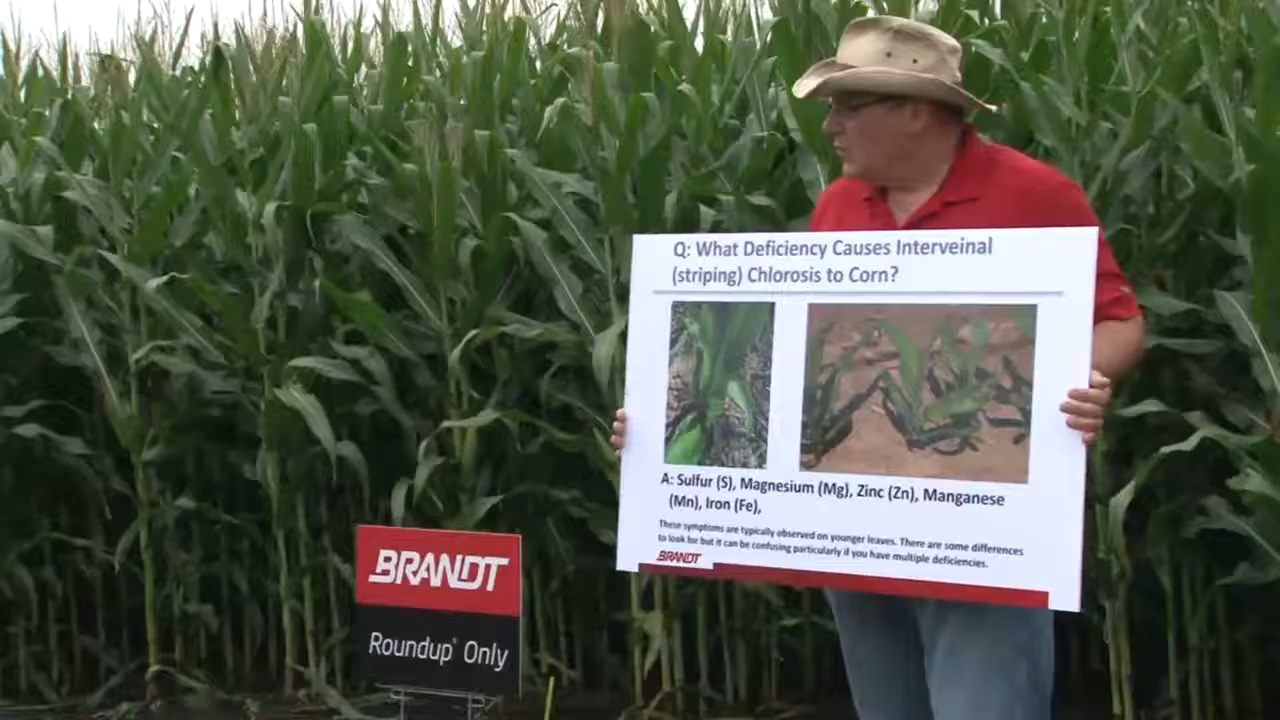 Q: What Deficiency Causes Interveinal
(striping) Chlorosis to Corn?
A: Sulfur (S), Magnesium (Mg), Zinc (Zn), Manganese
(Mn), Iron (Fe),
These symptoms are typically observed on younger leaves. There are some differences
to look for but it can be confusing particularly if you have multiple deficiencies.
BRANDT
BRANDT
Roundup® Only